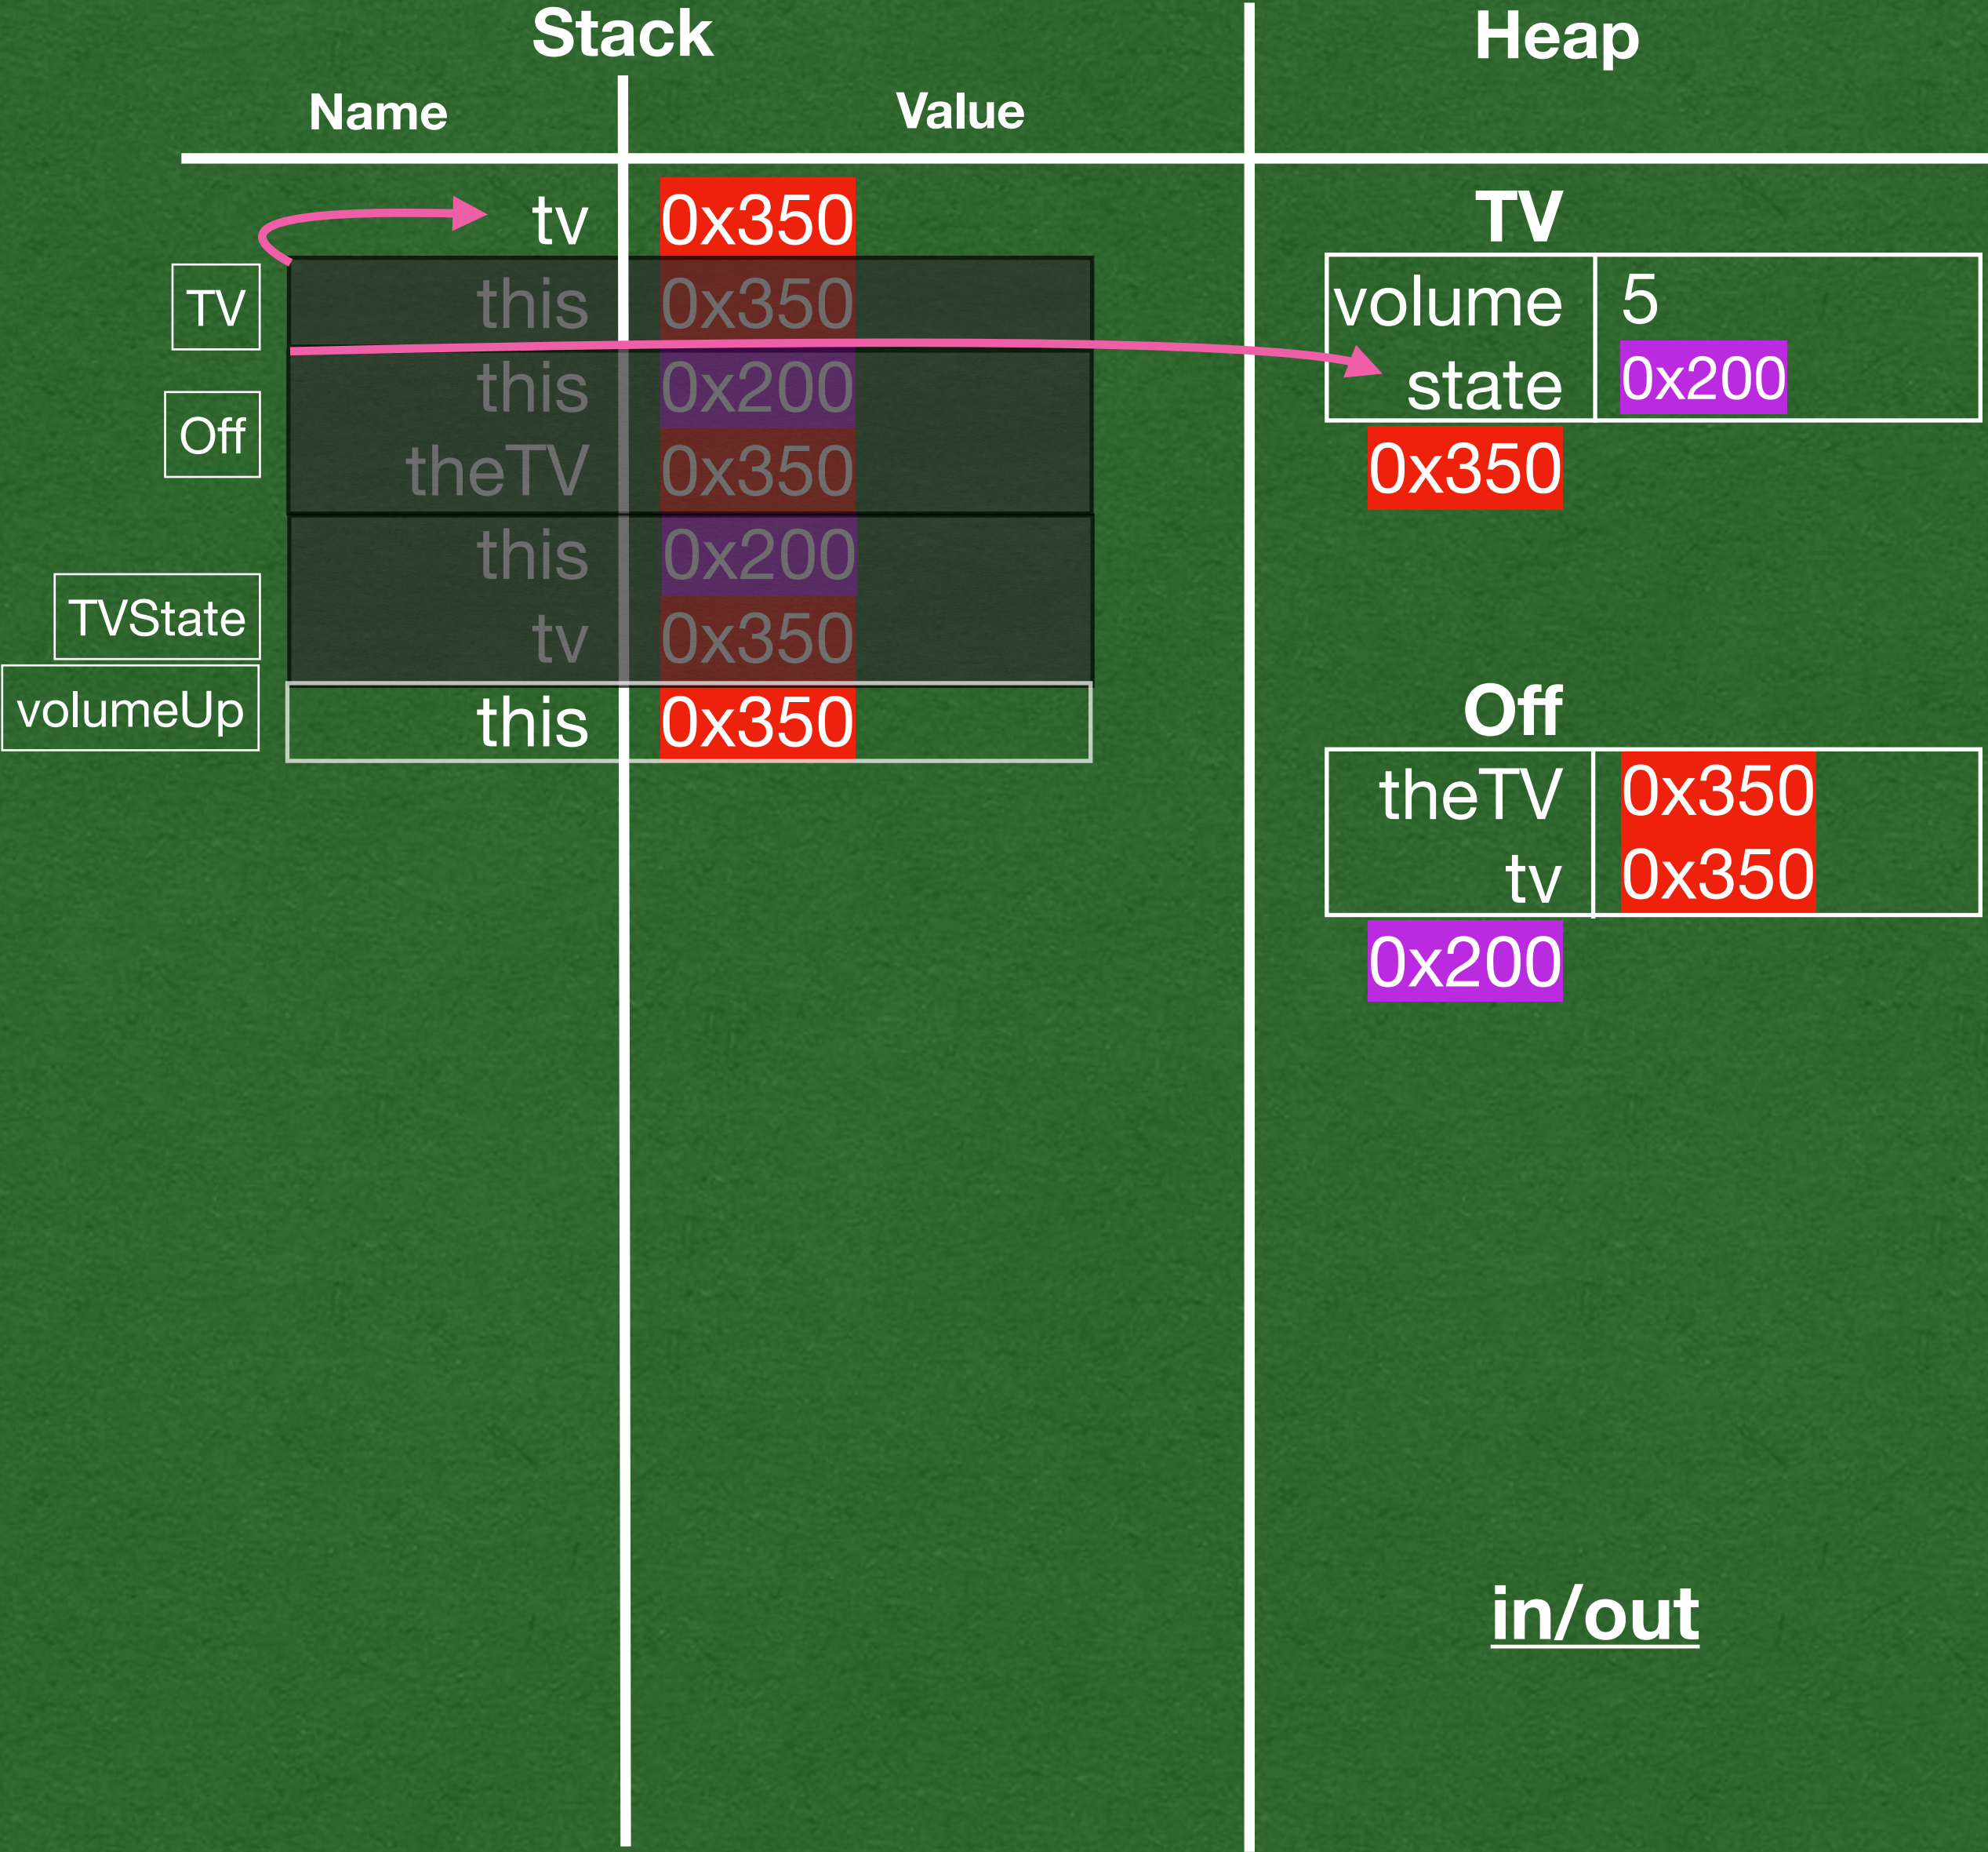 Stack
Heap
Name Value
tv 0x350
TV this 0x350
this 0x200
Off
theTV 0x350
this 0x200
TVState
tv 0x350
volumeUp this 0x350
TV
volume 5
state 0x200
0x350
Off
theTV 0x350
tv 0x350
0x200
in/out